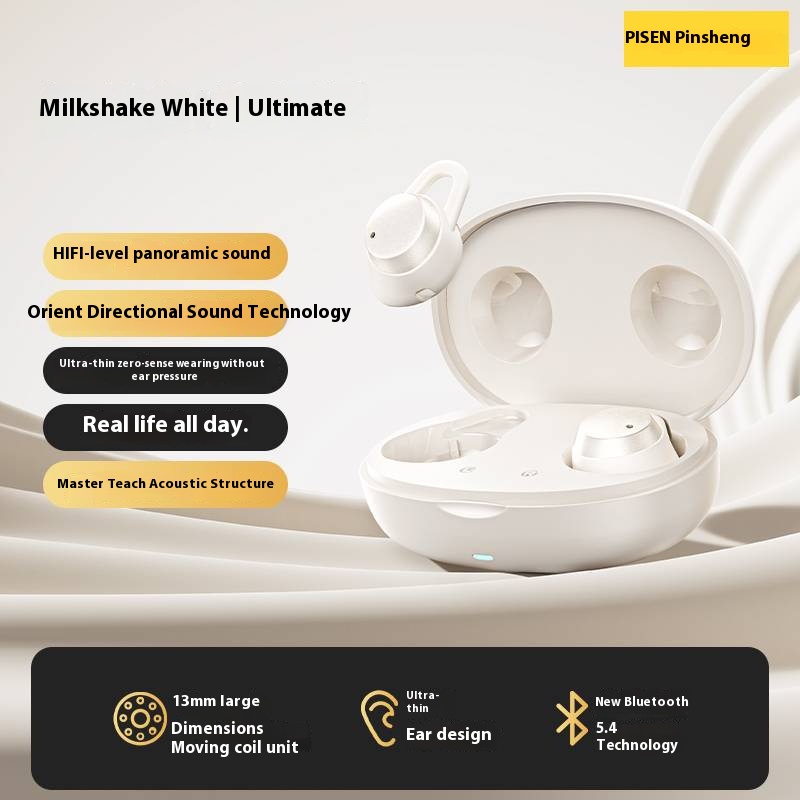 PISEN Pinsheng
Milkshake White | Ultimate
HIFI-level panoramic sound
Orient Directional Sound Technology
Ultra-thin zero-sense wearing without
ear pressure
Real life all day.
Master Teach Acoustic Structure
13mm large
Dimensions
Moving coil unit
Ultra-
thin
Ear design
New Bluetooth
5.4
Technology